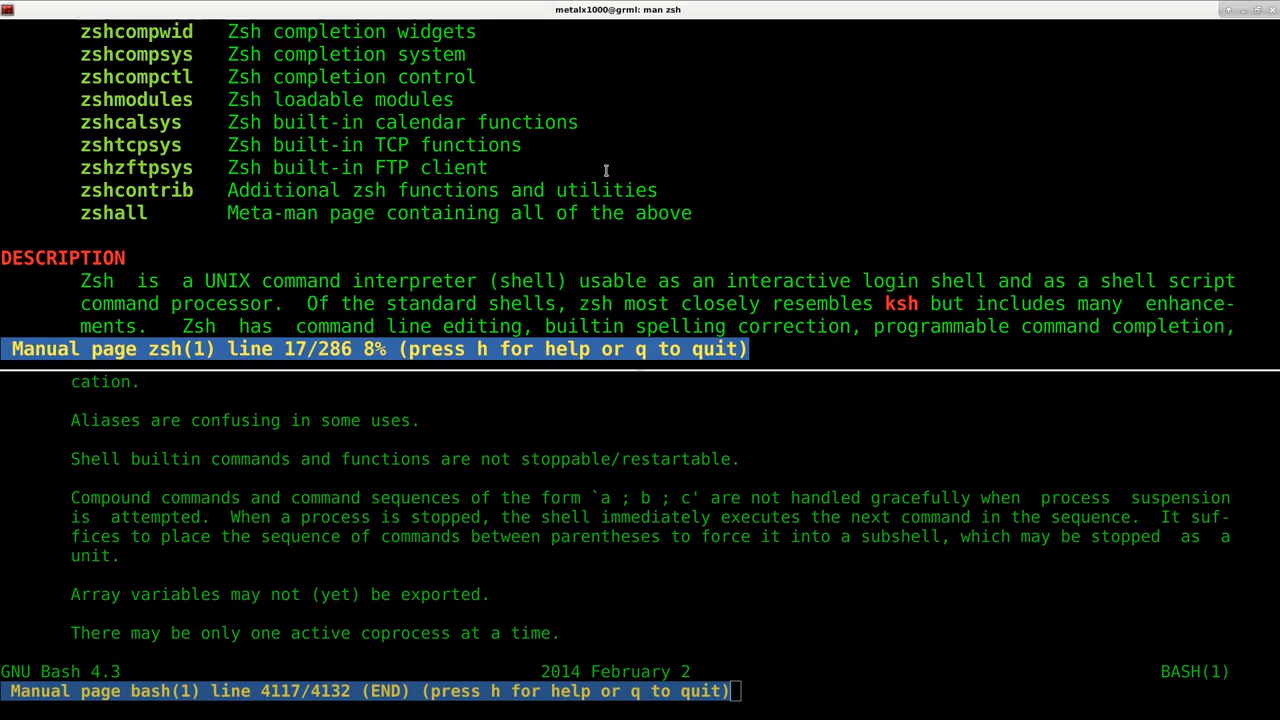 metalx1000@grml: man zsh
zshcompwid Zsh completion widgets
zshcompsys Zsh completion system
zshcompctl Zsh completion control
zshmodules Zsh loadable modules
zshcalsys Zsh built-in calendar functions
zshtcpsys Zsh built-in TCP functions
zshzftpsys Zsh built-in FTP client
zshcontrib Additional zsh functions and utilities
zshall Meta-man page containing all of the above
DESCRIPTION
Zsh is a UNIX command interpreter (shell) usable as an interactive login shell and as a shell script
command processor. Of the standard shells, zsh most closely resembles ksh but includes many enhance-
ments. Zsh has command line editing, builtin spelling correction, programmable command completion,
Manual page zsh(1) line 17/286 8% (press h for help or q to quit)
cation.
Aliases are confusing in some uses.
Shell builtin commands and functions are not stoppable/restartable.
Compound commands and command sequences of the form `a ; b ; c' are not handled gracefully when process suspension
is attempted. When a process is stopped, the shell immediately executes the next command in the sequence. It suf-
fices to place the sequence of commands between parentheses to force it into a subshell, which may be stopped as a
unit.
Array variables may not (yet) be exported.
There may be only one active coprocess at a time.
GNU Bash 4.3 2014 February 2 BASH(1)
Manual page bash(1) line 4117/4132 (END) (press h for help or q to quit)